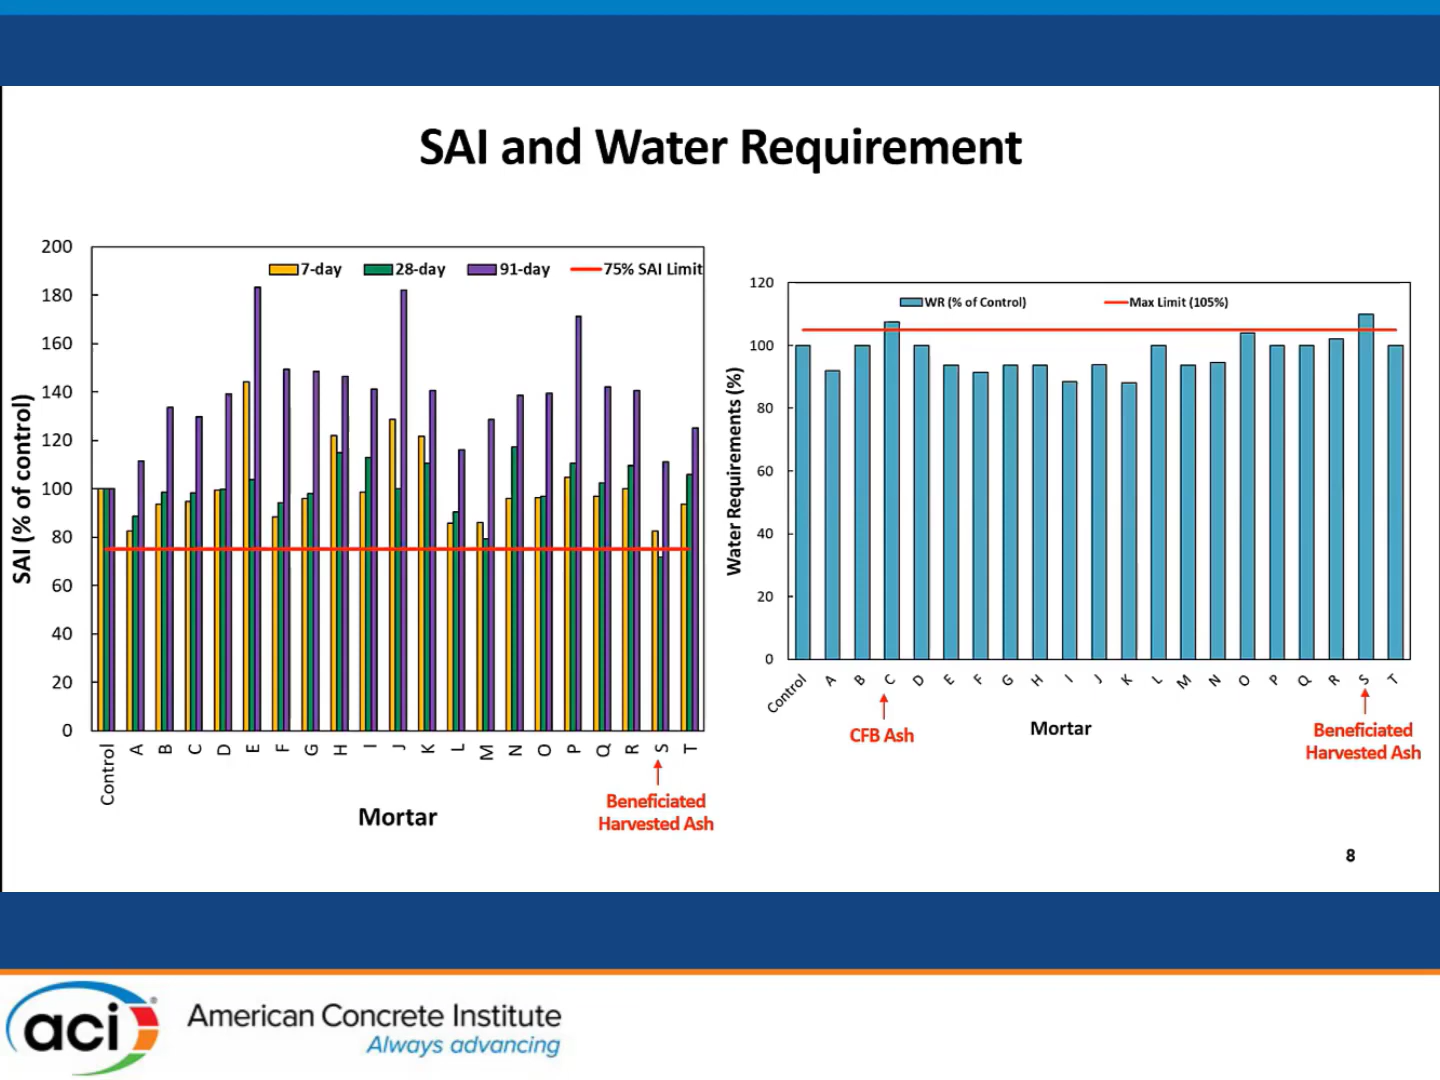 SAI and Water Requirement
200
180
160
140
120
100
80
60
40
20
0
SAI (% of control)
7-day 28-day 91-day 75% SAI Limit
Control A B C D E F G H I J K L M N O P Q R S T
Mortar
Beneficiated
Harvested Ash
120
100
80
60
40
20
0
Water Requirements (%)
WR (% of Control) Max Limit (105%)
Control A B C D E F G H I J K L M N O P Q R S T
CFB Ash
Mortar
Beneficiated
Harvested Ash
8
aci
American Concrete Institute
Always advancing